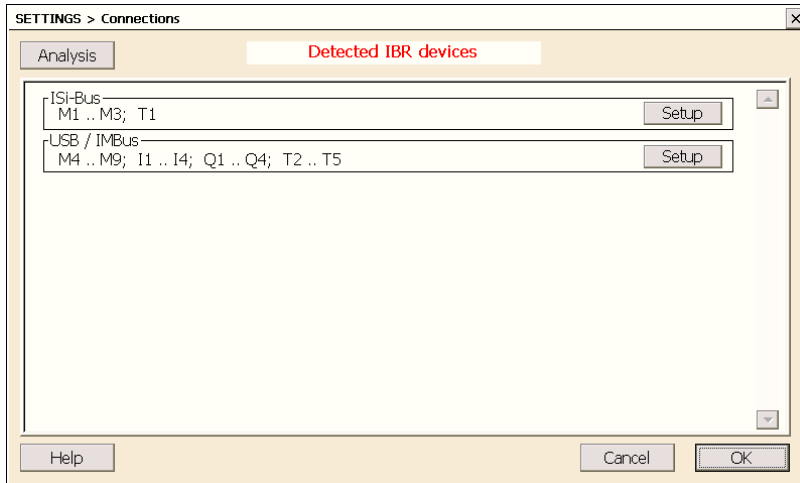 SETTINGS > Connections
Analysis
Detected IBR devices
ISi-Bus
M1 .. M3; T1
Setup
USB / IMBus
M4 .. M9; I1 .. I4; Q1 .. Q4; T2 .. T5
Setup
Help
Cancel
OK